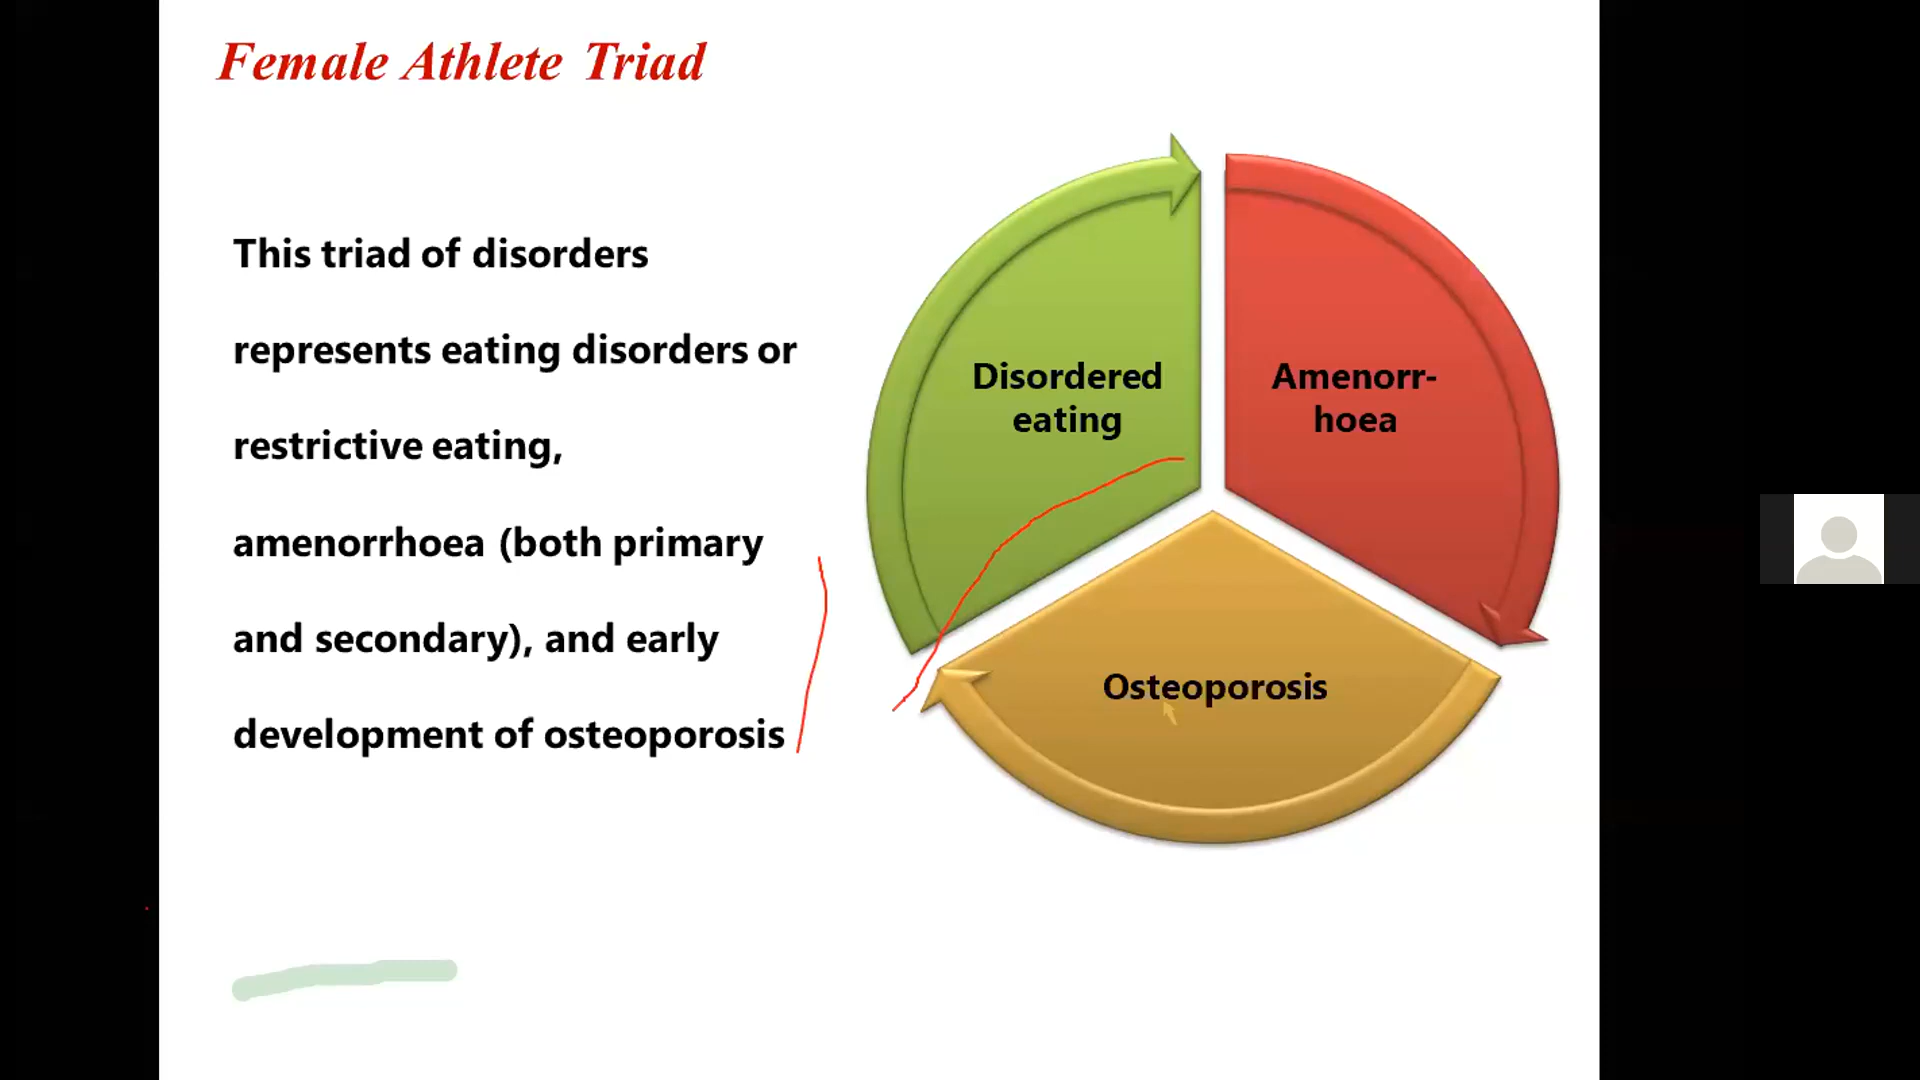 Female Athlete Triad
This triad of disorders
represents eating disorders or
restrictive eating,
amenorrhoea (both primary
and secondary), and early
development of osteoporosis
Disordered
eating
Amenorr-
hoea
Osteoporosis